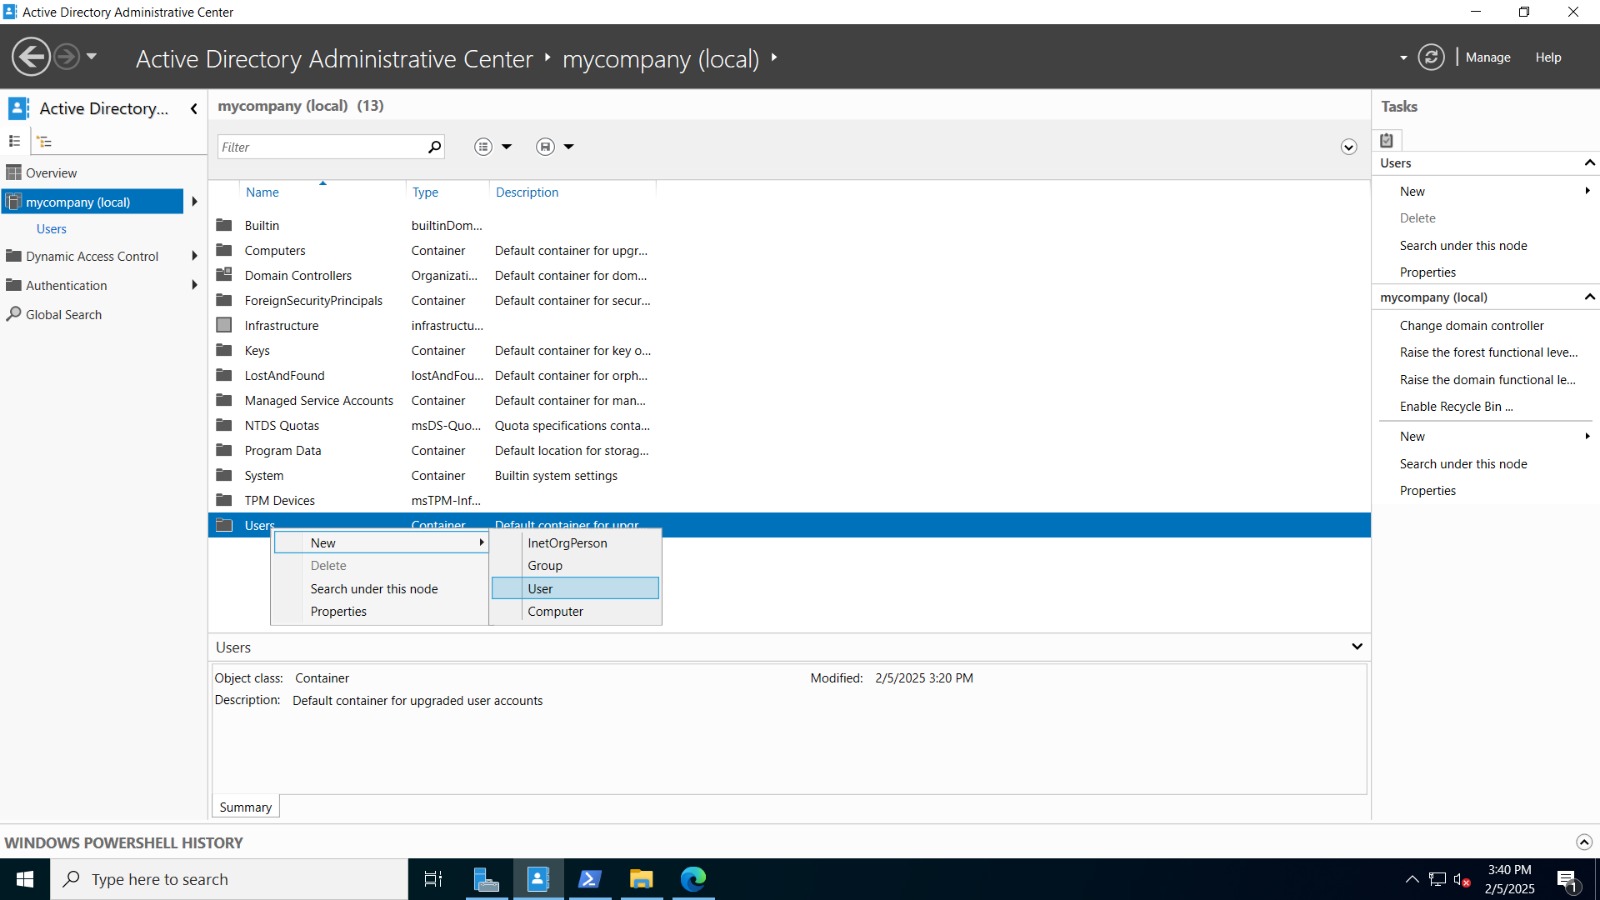 Active Directory Administrative Center
Active Directory Administrative Center mycompany (local)
Manage Help
Active Directory...
Overview
mycompany (local)
Users
Dynamic Access Control
Authentication
Global Search
mycompany (local) (13)
Filter
Name Type Description
Builtin builtinDom...
Computers Container Default container for upgr...
Domain Controllers Organizati... Default container for dom...
ForeignSecurityPrincipals Container Default container for secur...
Infrastructure infrastructu...
Keys Container Default container for key o...
LostAndFound lostAndFou... Default container for orph...
Managed Service Accounts Container Default container for man...
NTDS Quotas msDS-Quo... Quota specifications conta...
Program Data Container Default location for storag...
System Container Builtin system settings
TPM Devices msTPM-Inf...
Users Container Default container for upgr
New
Delete
Search under this node
Properties
InetOrgPerson
Group
User
Computer
Users
Object class: Container Modified: 2/5/2025 3:20 PM
Description: Default container for upgraded user accounts
Summary
Tasks
Users
New
Delete
Search under this node
Properties
mycompany (local)
Change domain controller
Raise the forest functional leve...
Raise the domain functional le...
Enable Recycle Bin ...
New
Search under this node
Properties
WINDOWS POWERSHELL HISTORY
Type here to search
3:40 PM
2/5/2025
1